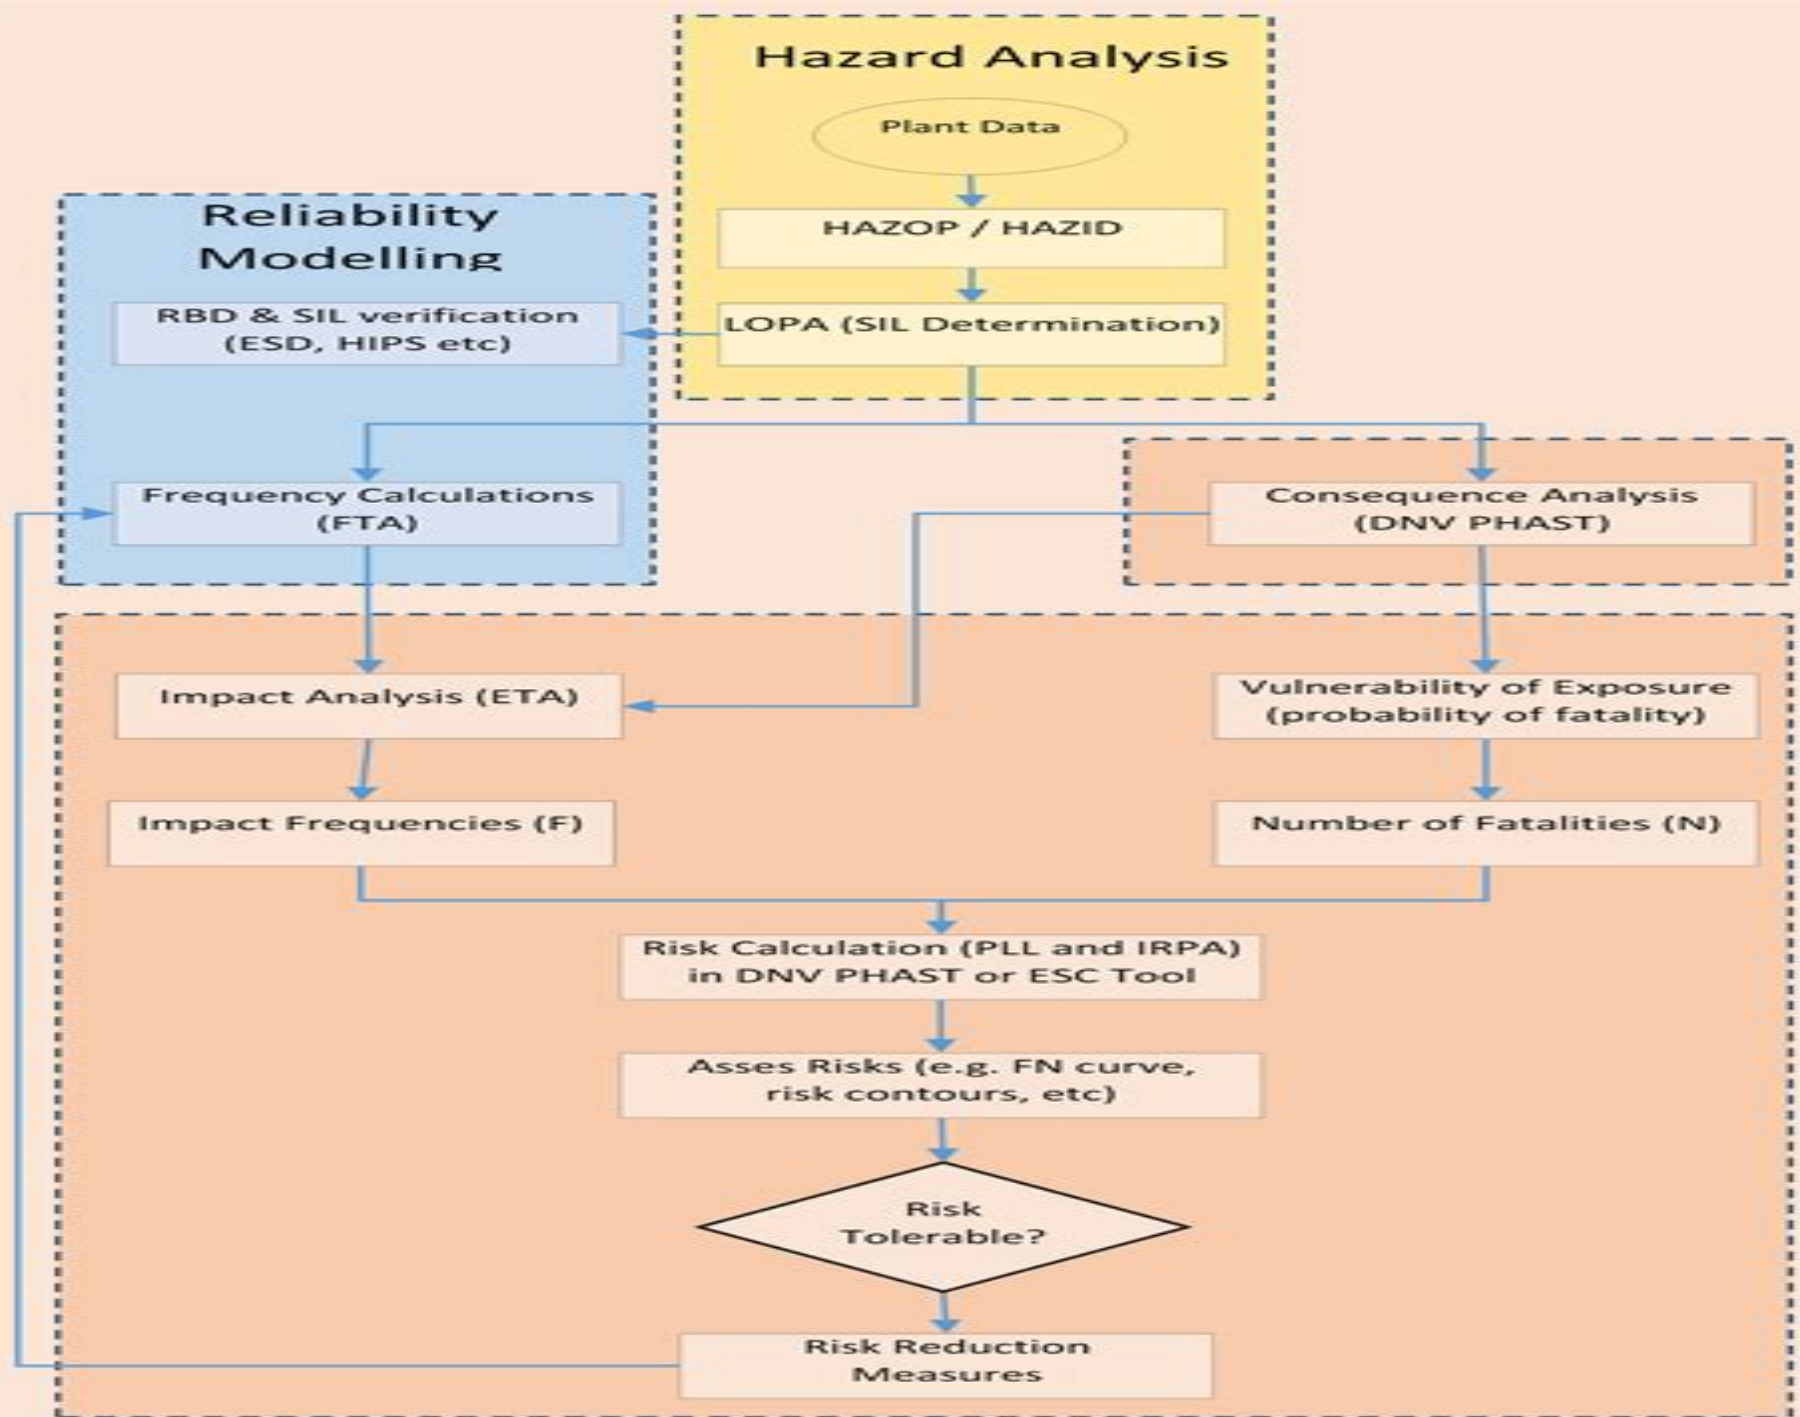 Hazard Analysis
Plant Data
HAZOP / HAZID
LOPA (SIL Determination)
Reliability
Modelling
RBD & SIL verification
(ESD, HIPS etc)
Frequency Calculations
(FTA)
Consequence Analysis
(DNV PHAST)
Impact Analysis (ETA)
Vulnerability of Exposure
(probability of fatality)
Impact Frequencies (F)
Number of Fatalities (N)
Risk Calculation (PLL and IRPA)
in DNV PHAST or ESC Tool
Asses Risks (e.g. FN curve,
risk contours, etc)
Risk
Tolerable?
Risk Reduction
Measures